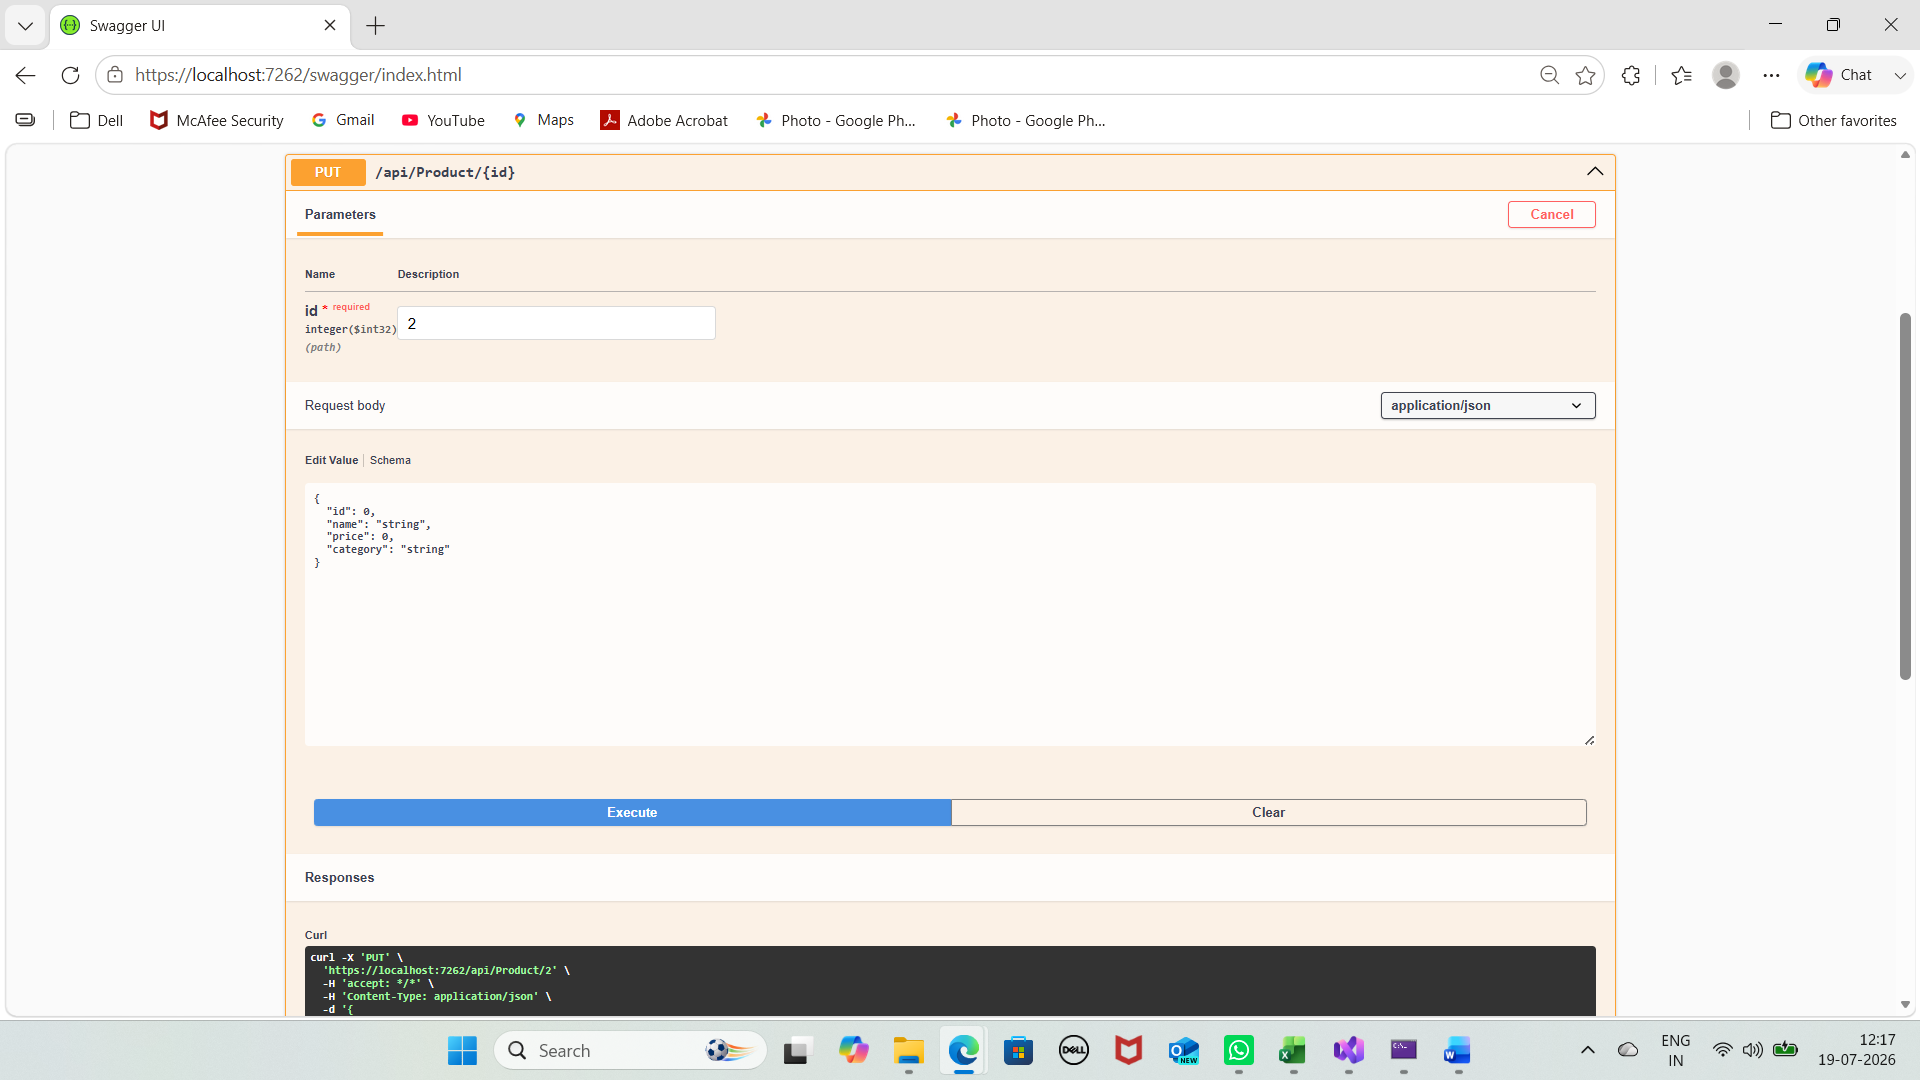 Swagger UI
https://localhost:7262/swagger/index.html
Chat
Dell
McAfee Security
Gmail
YouTube
Maps
Adobe Acrobat
Photo - Google Ph...
Photo - Google Ph...
Other favorites
PUT /api/Product/{id}
Parameters
Cancel
Name Description
id * required
integer($int32)
(path)
2
Request body
application/json
Edit Value | Schema
{
  "id": 0,
  "name": "string",
  "price": 0,
  "category": "string"
}
Execute
Clear
Responses
Curl
curl -X 'PUT' \
  'https://localhost:7262/api/Product/2' \
  -H 'accept: */*' \
  -H 'Content-Type: application/json' \
  -d '{
Search
DELL
NEW
ENG
IN
12:17
19-07-2026